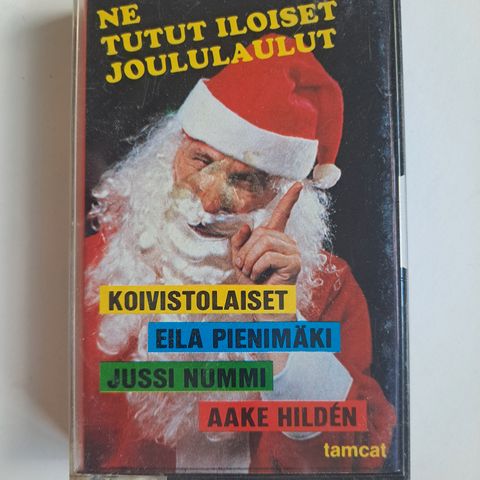 NE
TUTUT ILOISET
JOULULAULUT
KOIVISTOLAISET
EILA PIENIMÄKI
JUSSI NUMMI
AAKE HILDÉN
tamcat